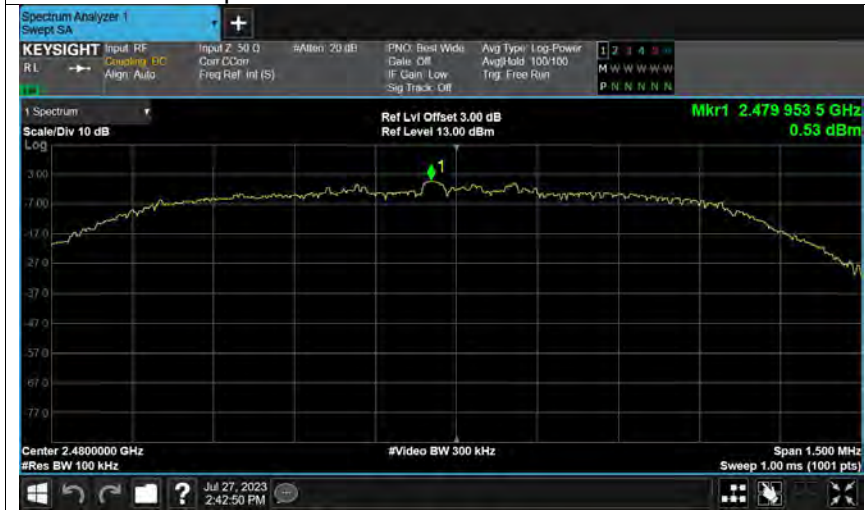 Spectrum Analyzer 1
Swept SA
+
KEYSIGHT Input: RF Input Z: 50 Ω #Atten: 20 dB PNO: Best Wide Avg Type: Log-Power 1 2 3 4 5 6
RL Coupling: DC Corr CCorr Gate: Off Avg|Hold: 100/100 M W W W W W
Align: Auto Freq Ref: Int (S) IF Gain: Low Trig: Free Run
Sig Track: Off P N N N N N
1 Spectrum
Ref Lvl Offset 3.00 dB Mkr1 2.479 953 5 GHz
Scale/Div 10 dB Ref Level 13.00 dBm 0.53 dBm
Log
1
3.00
-7.00
-17.0
-27.0
-37.0
-47.0
-57.0
-67.0
-77.0
Center 2.4800000 GHz #Video BW 300 kHz Span 1.500 MHz
#Res BW 100 kHz Sweep 1.00 ms (1001 pts)
? Jul 27, 2023
2:42:50 PM